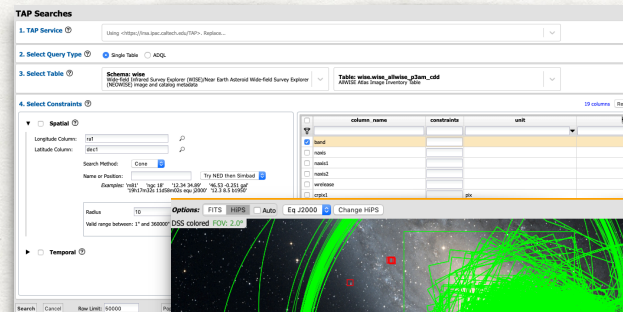 TAP Searches
1. TAP Service
Using <https://irsa.ipac.caltech.edu/TAP>. Replace...
2. Select Query Type
Single Table ADQL
3. Select Table
Schema: wise
Wide-field Infrared Survey Explorer (WISE)/Near Earth Asteroid Wide-field Survey Explorer
(NEOWISE) image and catalog metadata
Table: wise.wise_allwise_p3am_cdd
AllWISE Atlas Image Inventory Table
4. Select Constraints
19 columns Re
Spatial
column_name constraints unit
Longitude Column: ra1
Latitude Column: dec1
band
naxis
naxis1
naxis2
wrelease
crpix1 pix
Search Method: Cone
Name or Position: Try NED then Simbad
Examples: 'm81' 'ngc 18' '12.34 34.89' '46.53 -0.251 gal'
'19h17m32s 11d58m02s equ j2000' '12.3 8.5 b1950'
Radius 10
Valid range between: 1" and 360000"
Temporal
Options: FITS HiPS Auto Eq J2000 Change HiPS
DSS colored FOV: 2.0°
Search Cancel Row Limit: 50000